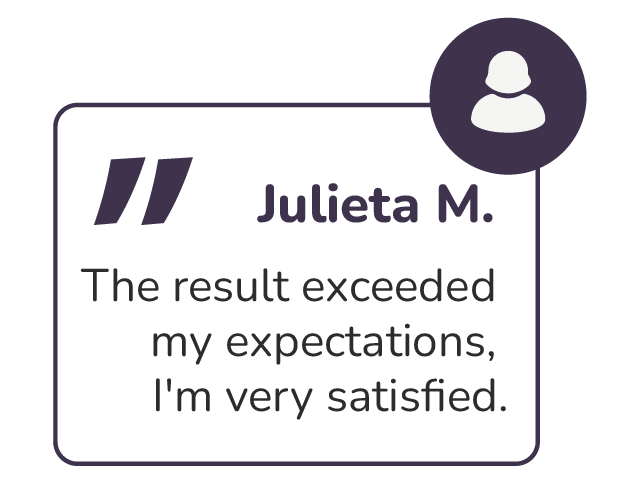 Julieta M.
The result exceeded
my expectations,
I'm very satisfied.